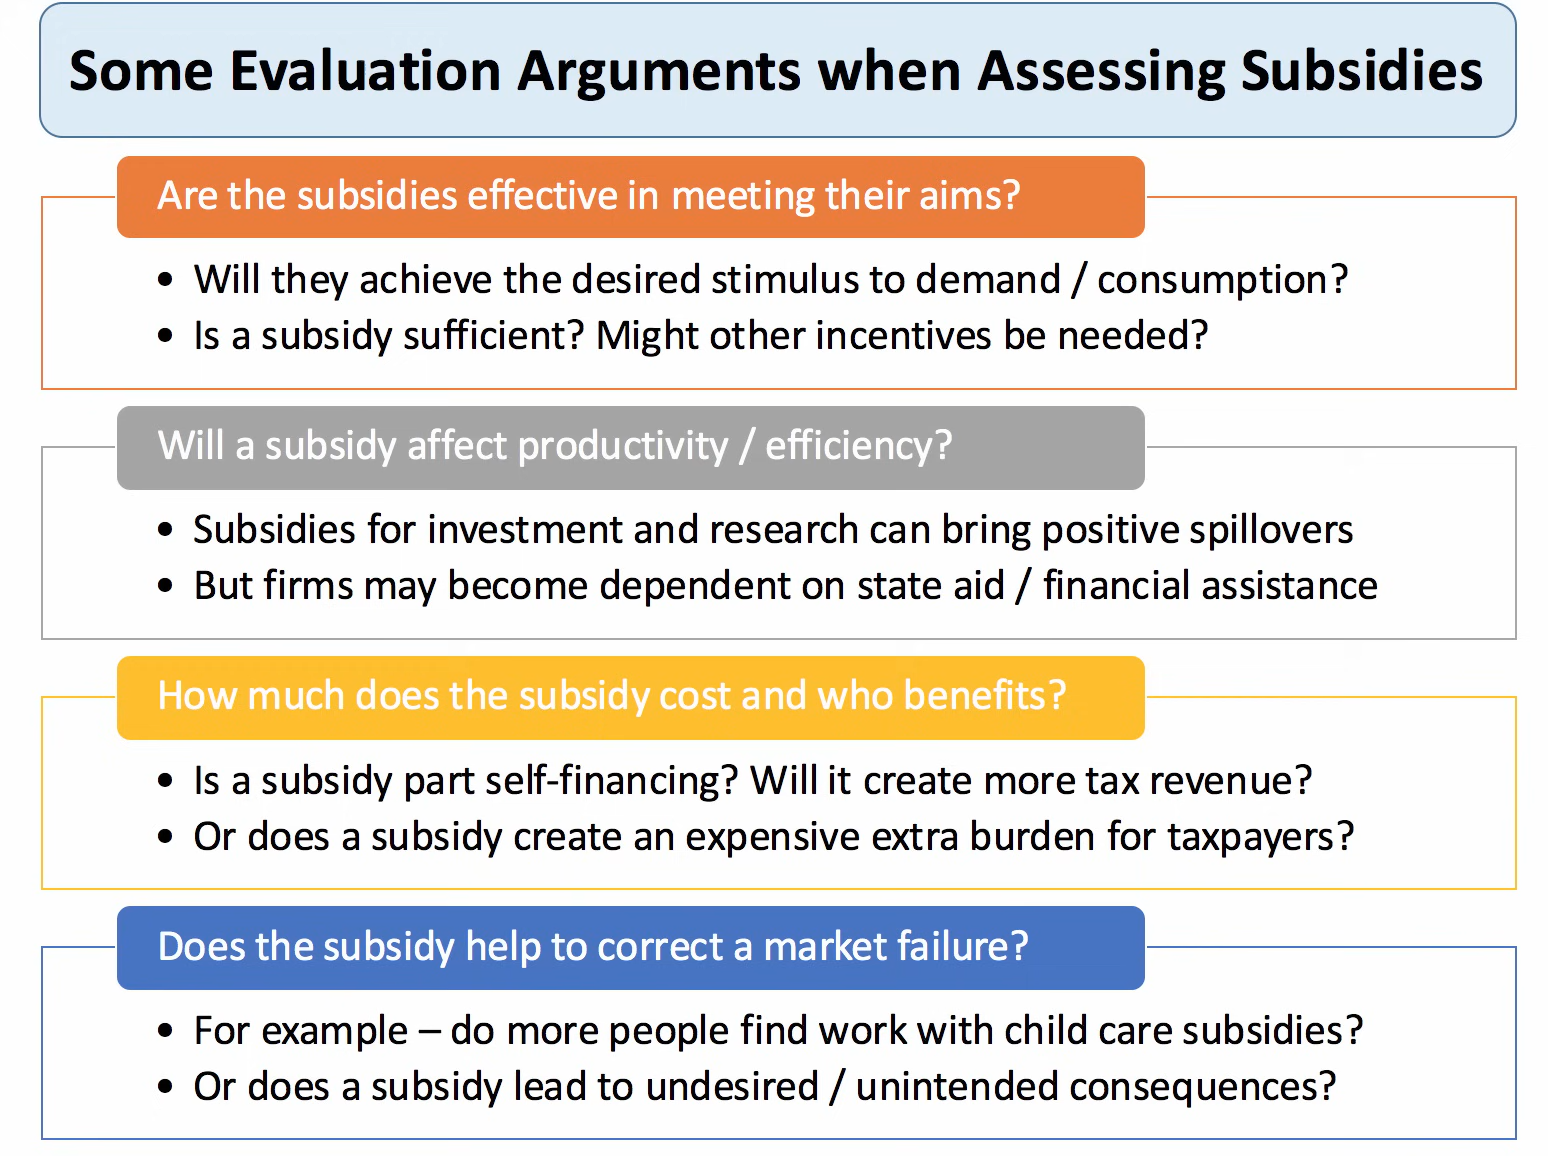 Some Evaluation Arguments when Assessing Subsidies
Are the subsidies effective in meeting their aims?
• Will they achieve the desired stimulus to demand / consumption?
• Is a subsidy sufficient? Might other incentives be needed?
Will a subsidy affect productivity / efficiency?
• Subsidies for investment and research can bring positive spillovers
• But firms may become dependent on state aid / financial assistance
How much does the subsidy cost and who benefits?
• Is a subsidy part self-financing? Will it create more tax revenue?
• Or does a subsidy create an expensive extra burden for taxpayers?
Does the subsidy help to correct a market failure?
• For example – do more people find work with child care subsidies?
• Or does a subsidy lead to undesired / unintended consequences?